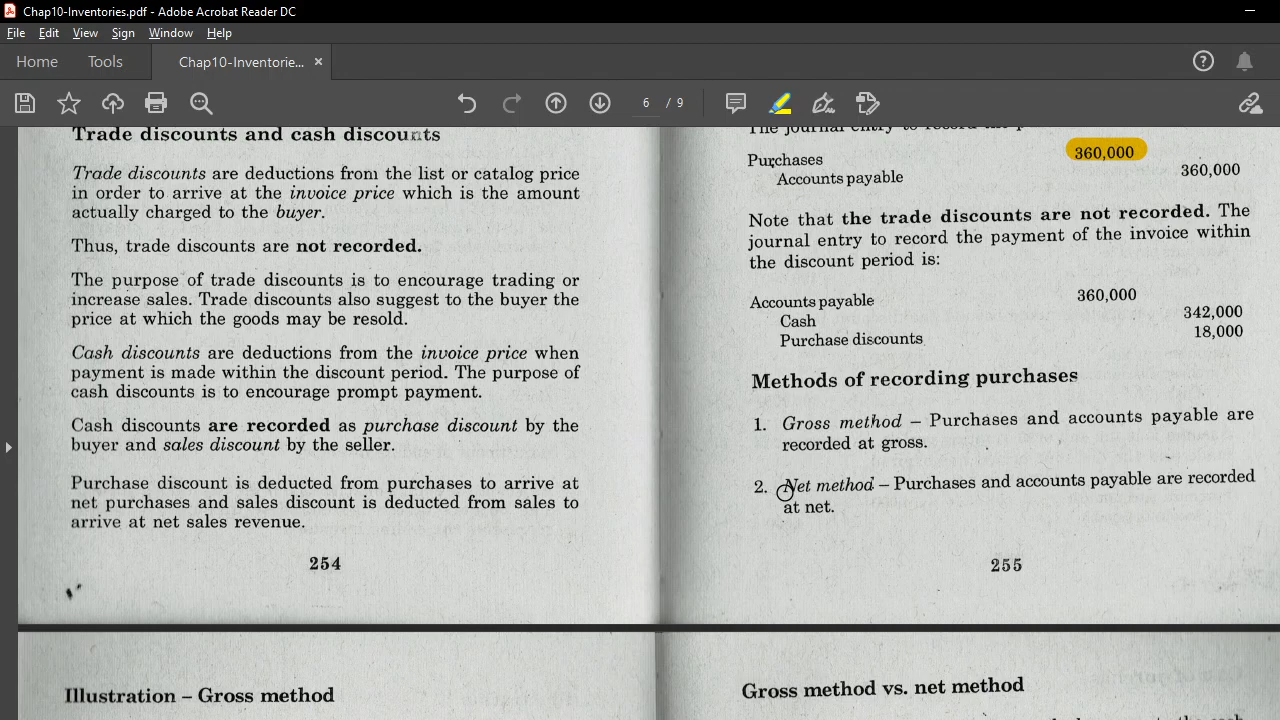 Chap10-Inventories.pdf - Adobe Acrobat Reader DC
File Edit View Sign Window Help
Home Tools Chap10-Inventorie... ×
6 / 9
Trade discounts and cash discounts
Trade discounts are deductions from the list or catalog price
in order to arrive at the invoice price which is the amount
actually charged to the buyer.
Thus, trade discounts are not recorded.
The purpose of trade discounts is to encourage trading or
increase sales. Trade discounts also suggest to the buyer the
price at which the goods may be resold.
Cash discounts are deductions from the invoice price when
payment is made within the discount period. The purpose of
cash discounts is to encourage prompt payment.
Cash discounts are recorded as purchase discount by the
buyer and sales discount by the seller.
Purchase discount is deducted from purchases to arrive at
net purchases and sales discount is deducted from sales to
arrive at net sales revenue.
254
The journal entry to record the
Purchases 360,000
Accounts payable 360,000
Note that the trade discounts are not recorded. The
journal entry to record the payment of the invoice within
the discount period is:
Accounts payable 360,000
Cash 342,000
Purchase discounts 18,000
Methods of recording purchases
1. Gross method – Purchases and accounts payable are
recorded at gross.
2. Net method – Purchases and accounts payable are recorded
at net.
255
Illustration – Gross method
Gross method vs. net method